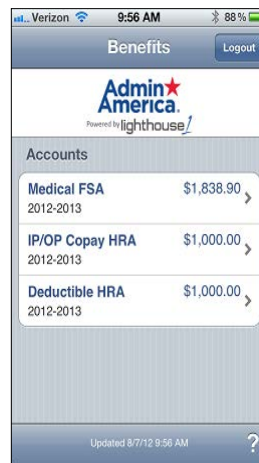 Verizon 9:56 AM 88%
Benefits Logout
Admin
America.
Powered by lighthouse1
Accounts
Medical FSA $1,838.90
2012-2013
IP/OP Copay HRA $1,000.00
2012-2013
Deductible HRA $1,000.00
2012-2013
Updated 8/7/12 9:56 AM ?